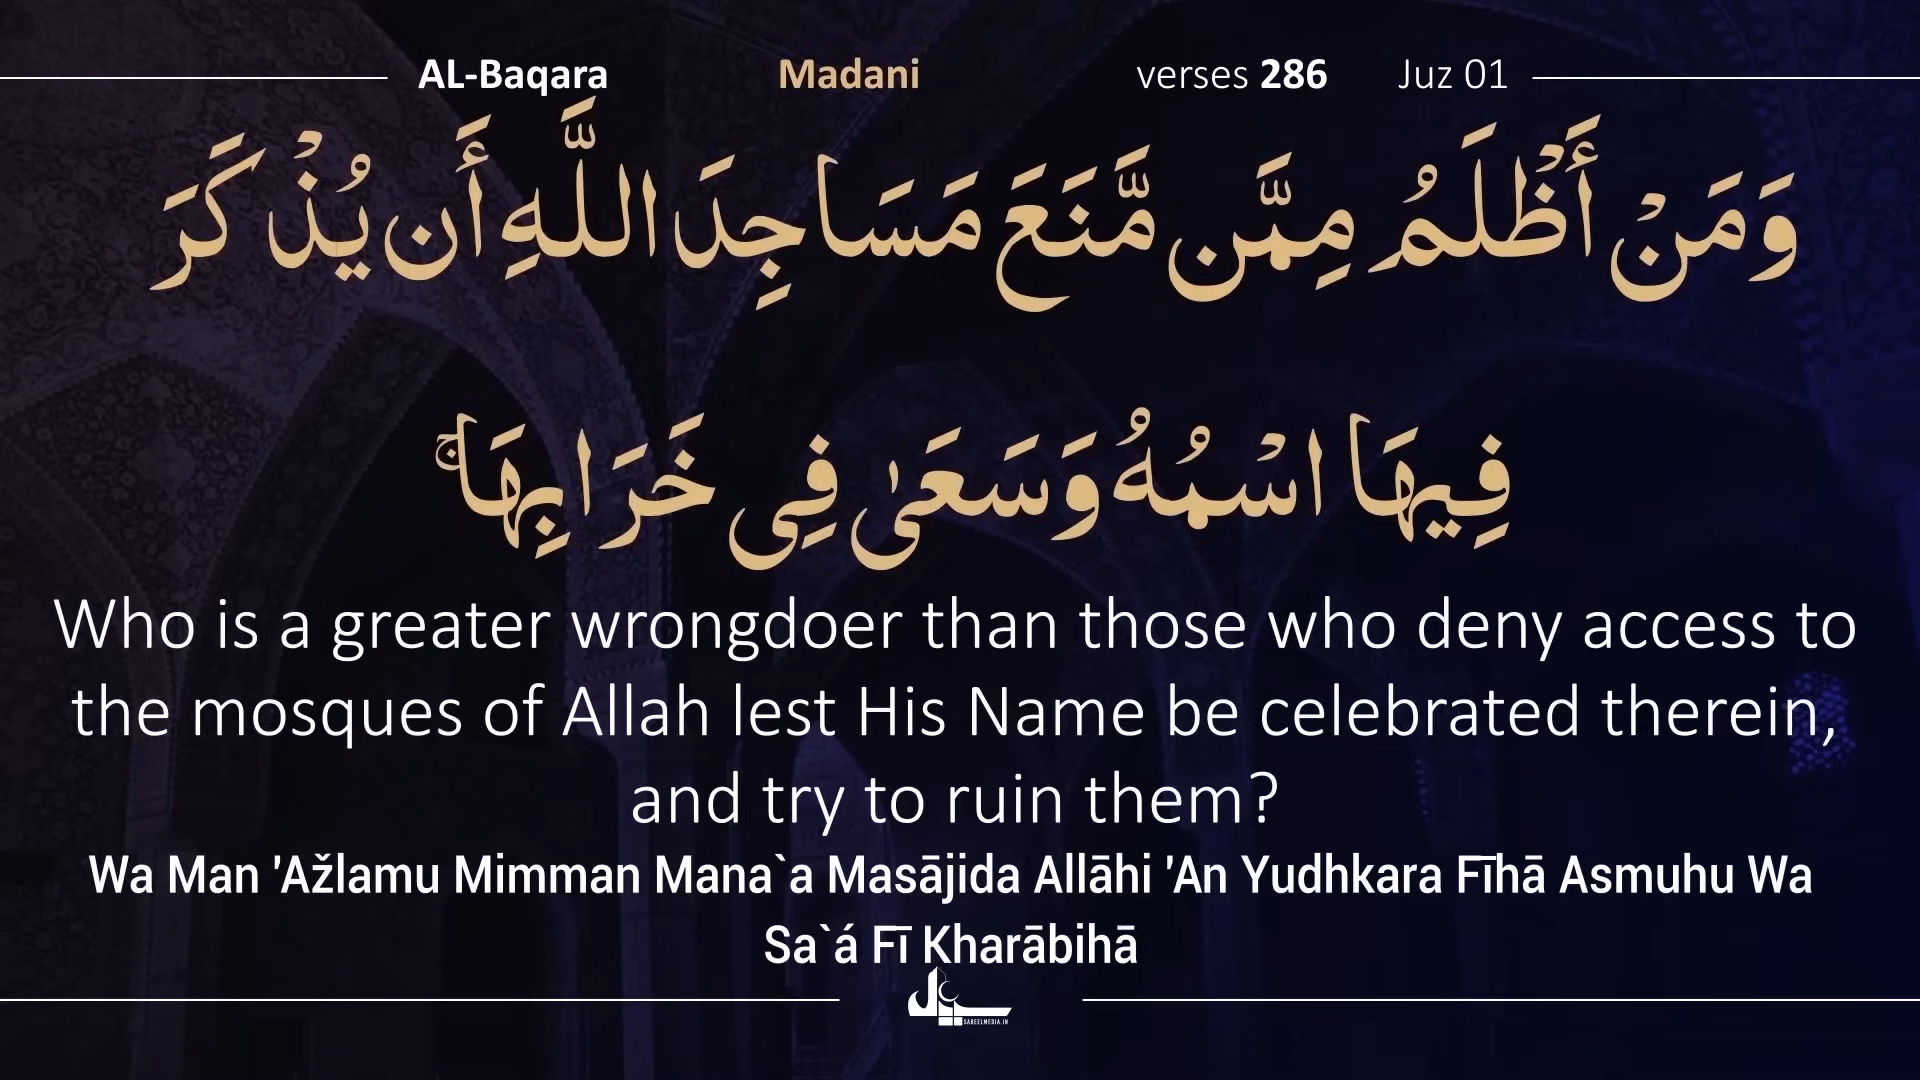 AL-Baqara Madani verses 286 Juz 01
وَمَنْ أَظْلَمُ مِمَّن مَّنَعَ مَسَاجِدَ اللَّهِ أَن يُذْكَرَ
فِيهَا اسْمُهُ وَسَعَىٰ فِي خَرَابِهَا ۚ
Who is a greater wrongdoer than those who deny access to
the mosques of Allah lest His Name be celebrated therein,
and try to ruin them?
Wa Man 'Ažlamu Mimman Mana`a Masājida Allāhi 'An Yudhkara Fīhā Asmuhu Wa
Sa`á Fī Kharābihā
SABEELMEDIA.IN